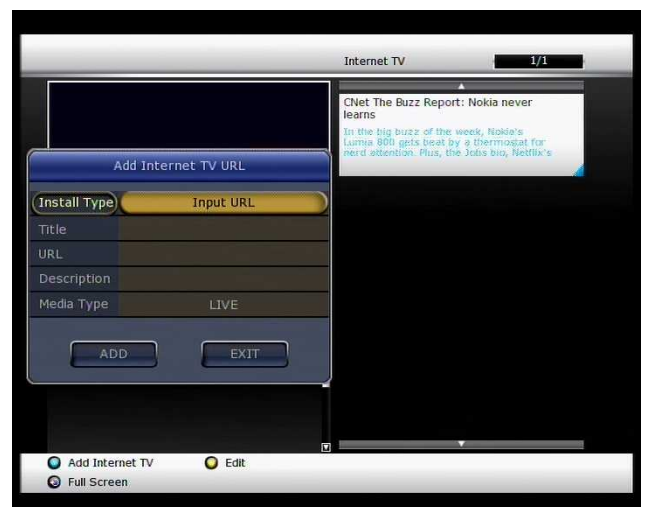 Internet TV 1/1
CNet The Buzz Report: Nokia never
learns
In the big buzz of the week, Nokia's
Lumia 800 gets beat by a thermostat for
nerd attention. Plus, the Jobs bio, Netflix's
Add Internet TV URL
Install Type Input URL
Title
URL
Description
Media Type LIVE
ADD EXIT
Add Internet TV Edit
Full Screen